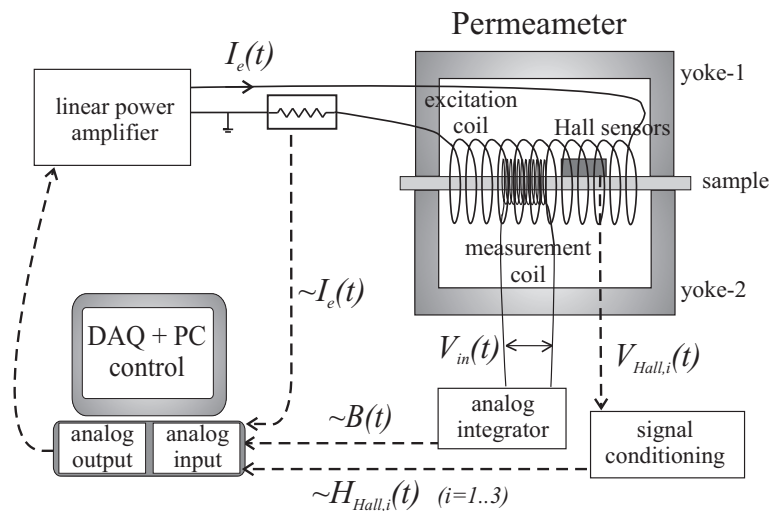 Permeameter
I_e(t)
yoke-1
linear power
amplifier
excitation
coil
Hall sensors
sample
measurement
coil
yoke-2
~I_e(t)
DAQ + PC
control
V_in(t)
V_Hall,i(t)
analog
output
analog
input
~B(t)
analog
integrator
signal
conditioning
~H_Hall,i(t) (i=1..3)